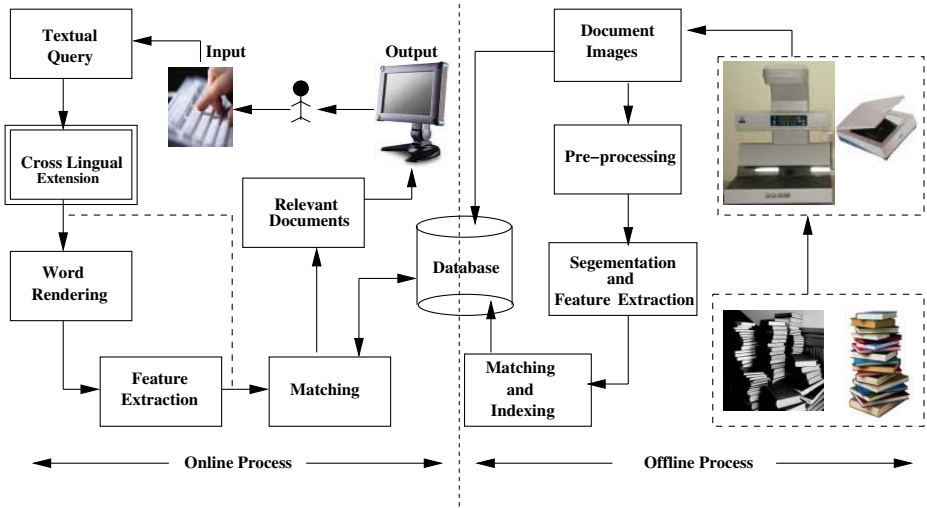 Textual
Query
Input
Output
Cross Lingual
Extension
Word
Rendering
Feature
Extraction
Matching
Relevant
Documents
Database
Online Process
Document
Images
Pre-processing
Segementation
and
Feature Extraction
Matching
and
Indexing
Offline Process